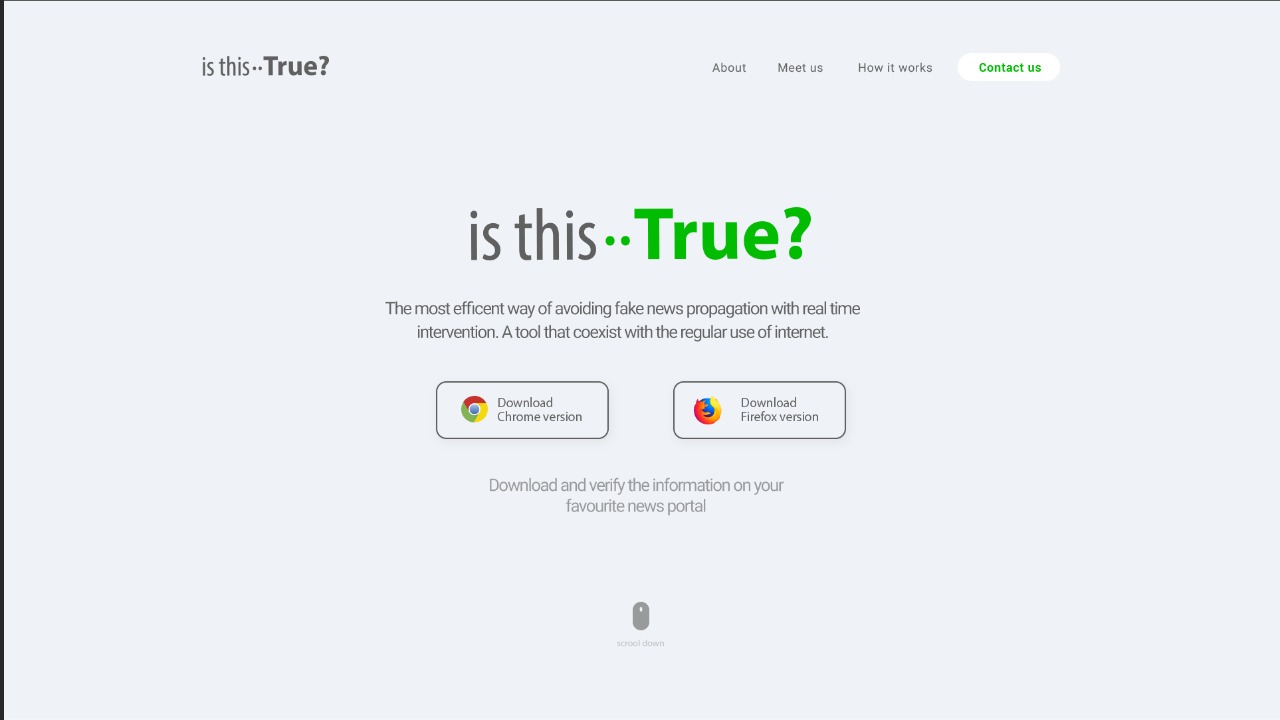 is this··True?
About
Meet us
How it works
Contact us
is this··True?
The most efficent way of avoiding fake news propagation with real time
intervention. A tool that coexist with the regular use of internet.
Download
Chrome version
Download
Firefox version
Download and verify the information on your
favourite news portal
scrool down